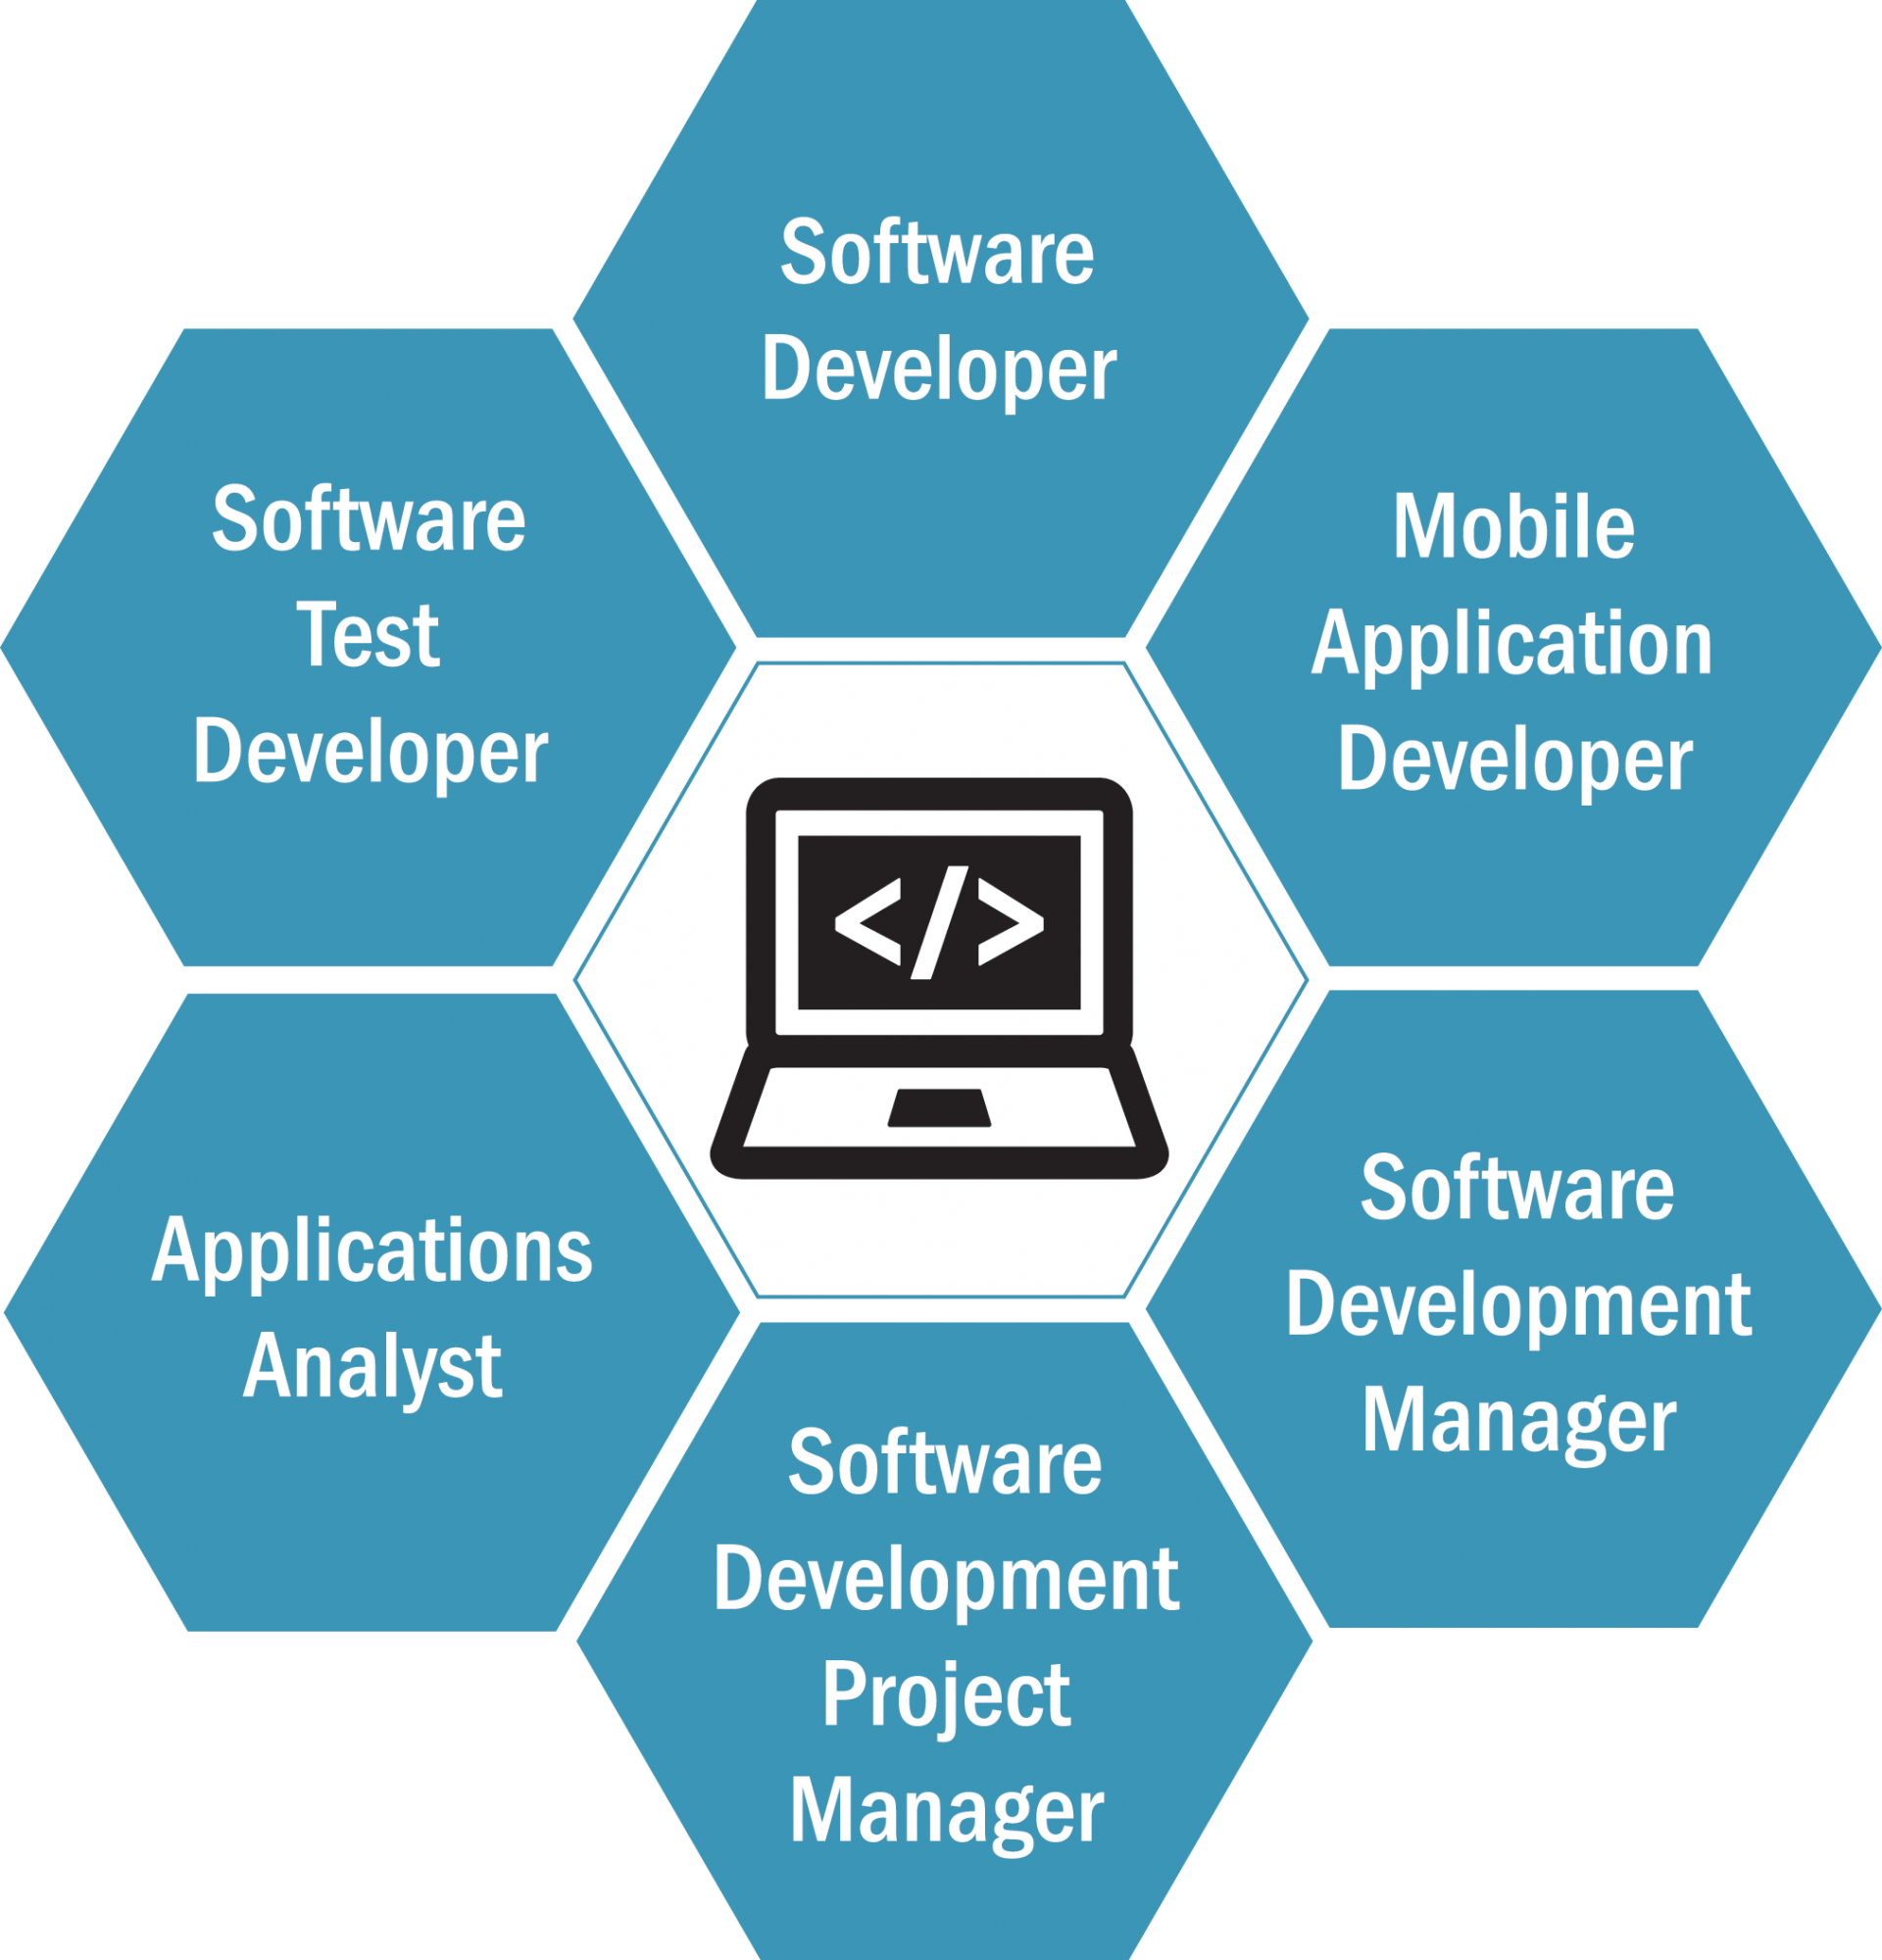 Software
Developer
Software
Test
Developer
Mobile
Application
Developer
</>
Applications
Analyst
Software
Development
Manager
Software
Development
Project
Manager